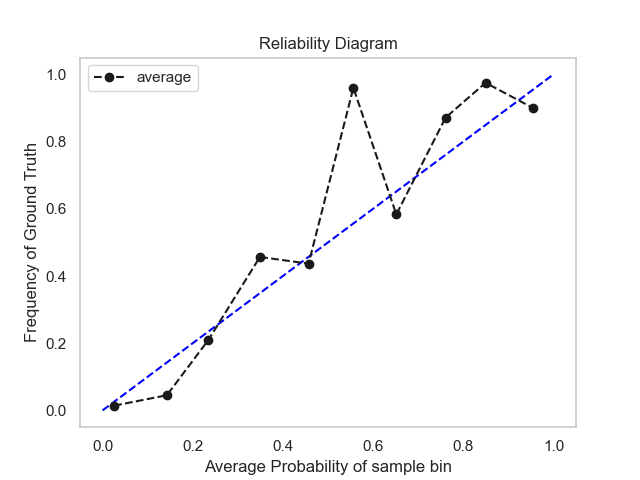 Reliability Diagram
average
Frequency of Ground Truth
1.0
0.8
0.6
0.4
0.2
0.0
0.0 0.2 0.4 0.6 0.8 1.0
Average Probability of sample bin